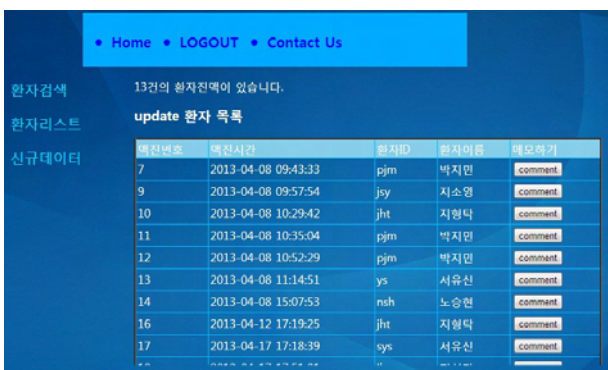 • Home • LOGOUT • Contact Us
환자검색
환자리스트
신규데이터
13건의 환자진맥이 있습니다.
update 환자 목록
맥진번호 맥진시간 환자ID 환자이름 메모하기
7 2013-04-08 09:43:33 pjm 박지민 comment
9 2013-04-08 09:57:54 jsy 지소영 comment
10 2013-04-08 10:29:42 jht 지형탁 comment
11 2013-04-08 10:35:04 pjm 박지민 comment
12 2013-04-08 10:52:29 pjm 박지민 comment
13 2013-04-08 11:14:51 ys 서유신 comment
14 2013-04-08 15:07:53 nsh 노승현 comment
16 2013-04-12 17:19:25 jht 지형탁 comment
17 2013-04-17 17:18:39 sys 서유신 comment